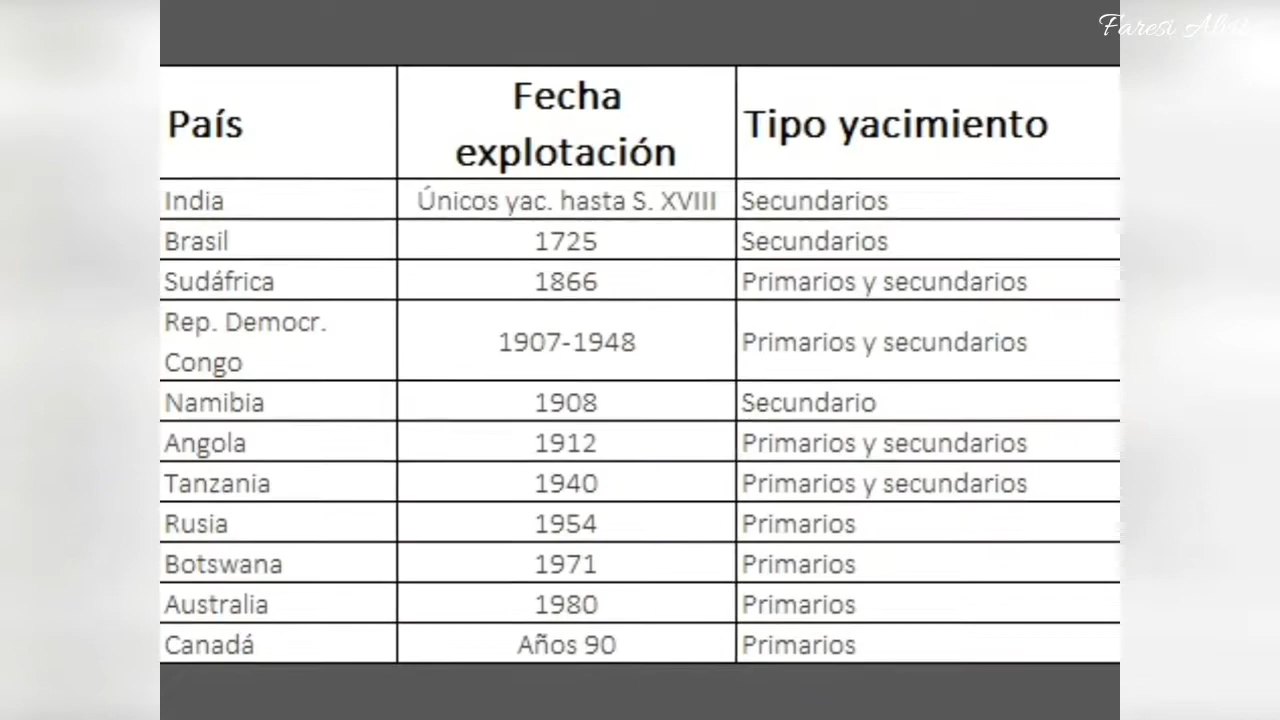 Faresi
País
Fecha
explotación
Tipo yacimiento
India
Únicos yac. hasta S. XVIII
Secundarios
Brasil
1725
Secundarios
Sudáfrica
1866
Primarios y secundarios
Rep. Democr.
Congo
1907-1948
Primarios y secundarios
Namibia
1908
Secundario
Angola
1912
Primarios y secundarios
Tanzania
1940
Primarios y secundarios
Rusia
1954
Primarios
Botswana
1971
Primarios
Australia
1980
Primarios
Canadá
Años 90
Primarios